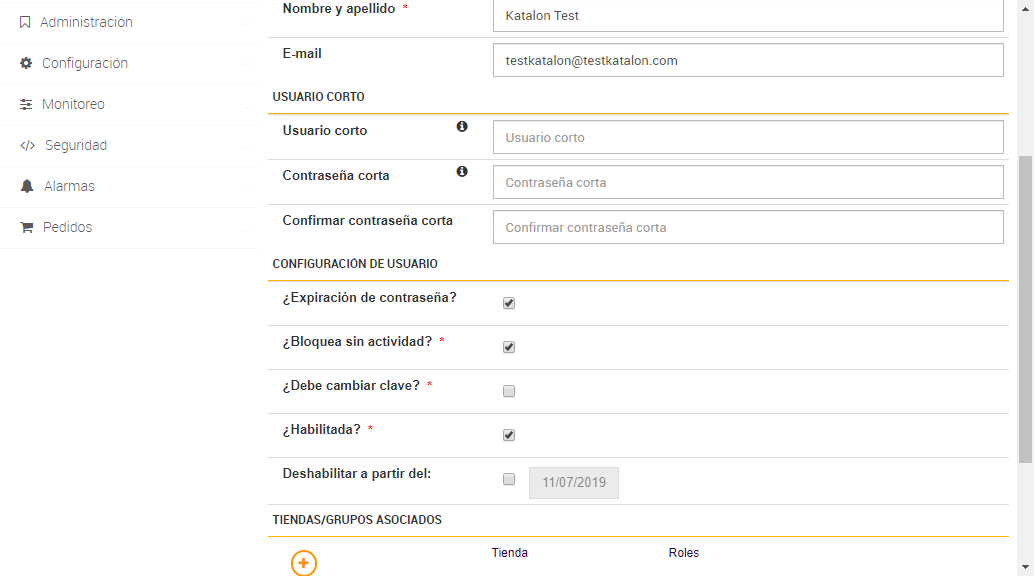 Administración
Configuración
Monitoreo
Seguridad
Alarmas
Pedidos
Nombre y apellido *
Katalon Test
E-mail
testkatalon@testkatalon.com
USUARIO CORTO
Usuario corto
Usuario corto
Contraseña corta
Contraseña corta
Confirmar contraseña corta
Confirmar contraseña corta
CONFIGURACIÓN DE USUARIO
¿Expiración de contraseña?
¿Bloquea sin actividad? *
¿Debe cambiar clave? *
¿Habilitada? *
Deshabilitar a partir del:
11/07/2019
TIENDAS/GRUPOS ASOCIADOS
Tienda Roles